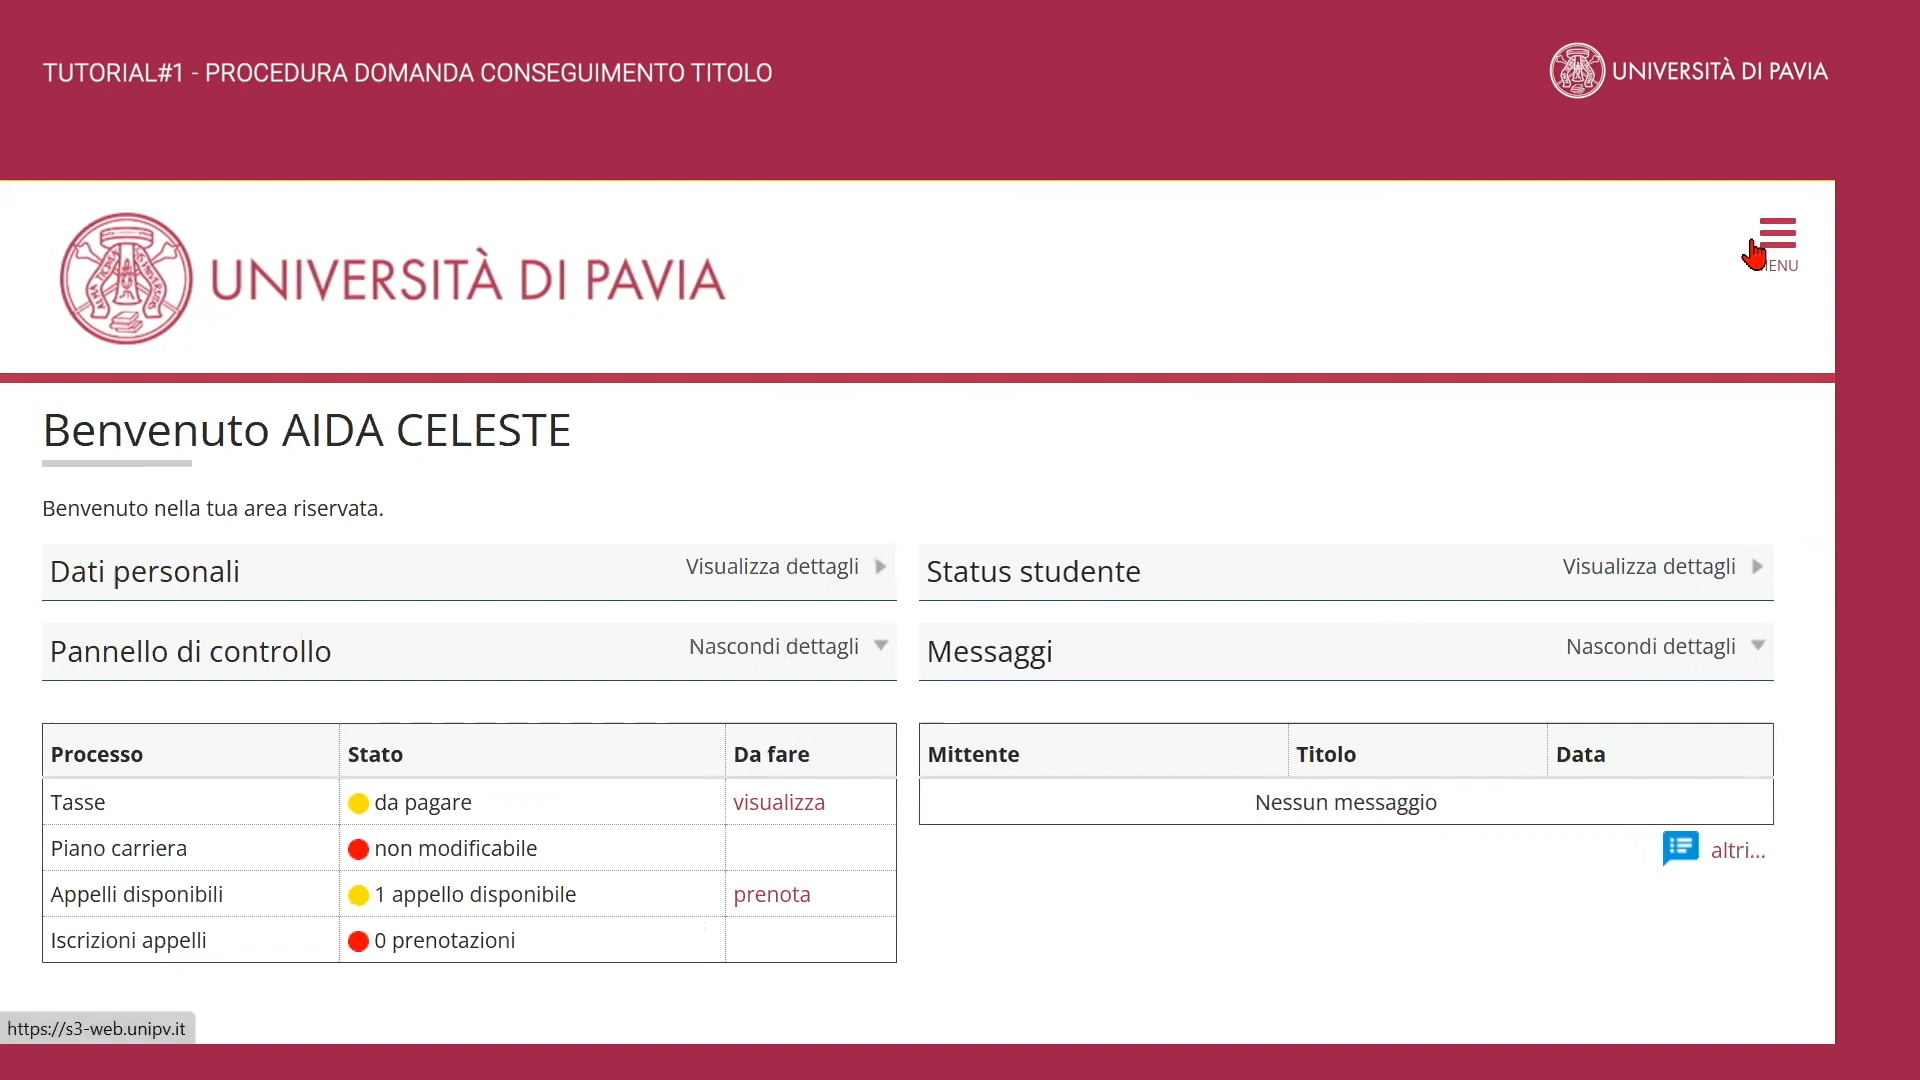 TUTORIAL#1 - PROCEDURA DOMANDA CONSEGUIMENTO TITOLO
UNIVERSITÀ DI PAVIA
UNIVERSITÀ DI PAVIA
ENU
Benvenuto AIDA CELESTE
Benvenuto nella tua area riservata.
Dati personali Visualizza dettagli
Status studente Visualizza dettagli
Pannello di controllo Nascondi dettagli
Messaggi Nascondi dettagli
Processo Stato Da fare
Tasse da pagare visualizza
Piano carriera non modificabile
Appelli disponibili 1 appello disponibile prenota
Iscrizioni appelli 0 prenotazioni
Mittente Titolo Data
Nessun messaggio
altri...
https://s3-web.unipv.it